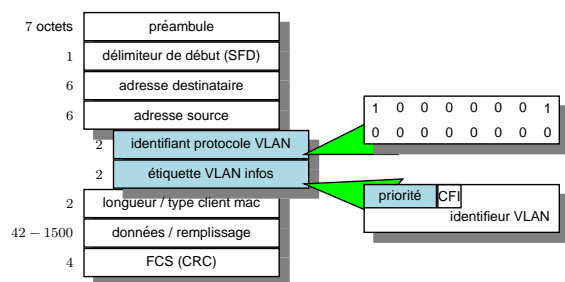 7 octets préambule
1 délimiteur de début (SFD)
6 adresse destinataire
6 adresse source
2 identifiant protocole VLAN
2 étiquette VLAN infos
2 longueur / type client mac
42 − 1500 données / remplissage
4 FCS (CRC)
1 0 0 0 0 0 0 1
0 0 0 0 0 0 0 0
priorité CFI
identifieur VLAN